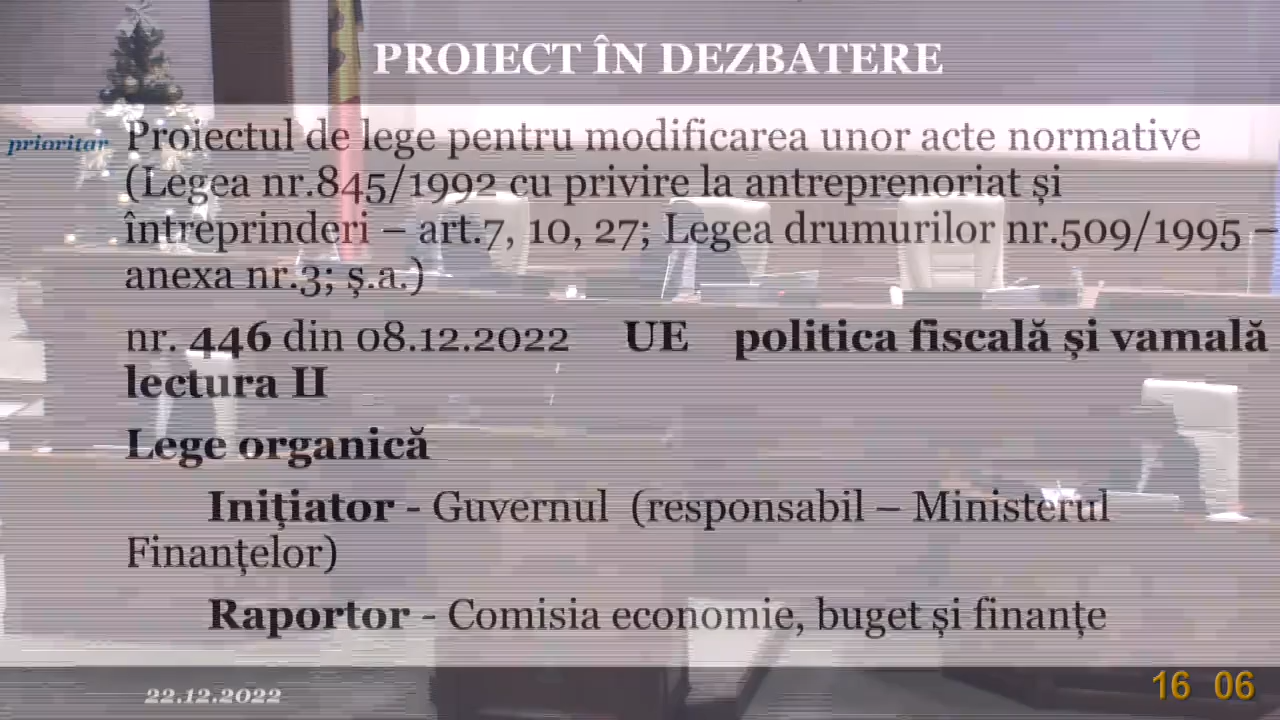 PROIECT ÎN DEZBATERE
prioritar Proiectul de lege pentru modificarea unor acte normative
(Legea nr.845/1992 cu privire la antreprenoriat și
întreprinderi – art.7, 10, 27; Legea drumurilor nr.509/1995 –
anexa nr.3; ș.a.)
nr. 446 din 08.12.2022 UE politica fiscală și vamală
lectura II
Lege organică
Inițiator - Guvernul (responsabil – Ministerul
Finanțelor)
Raportor - Comisia economie, buget și finanțe
22.12.2022 16 06